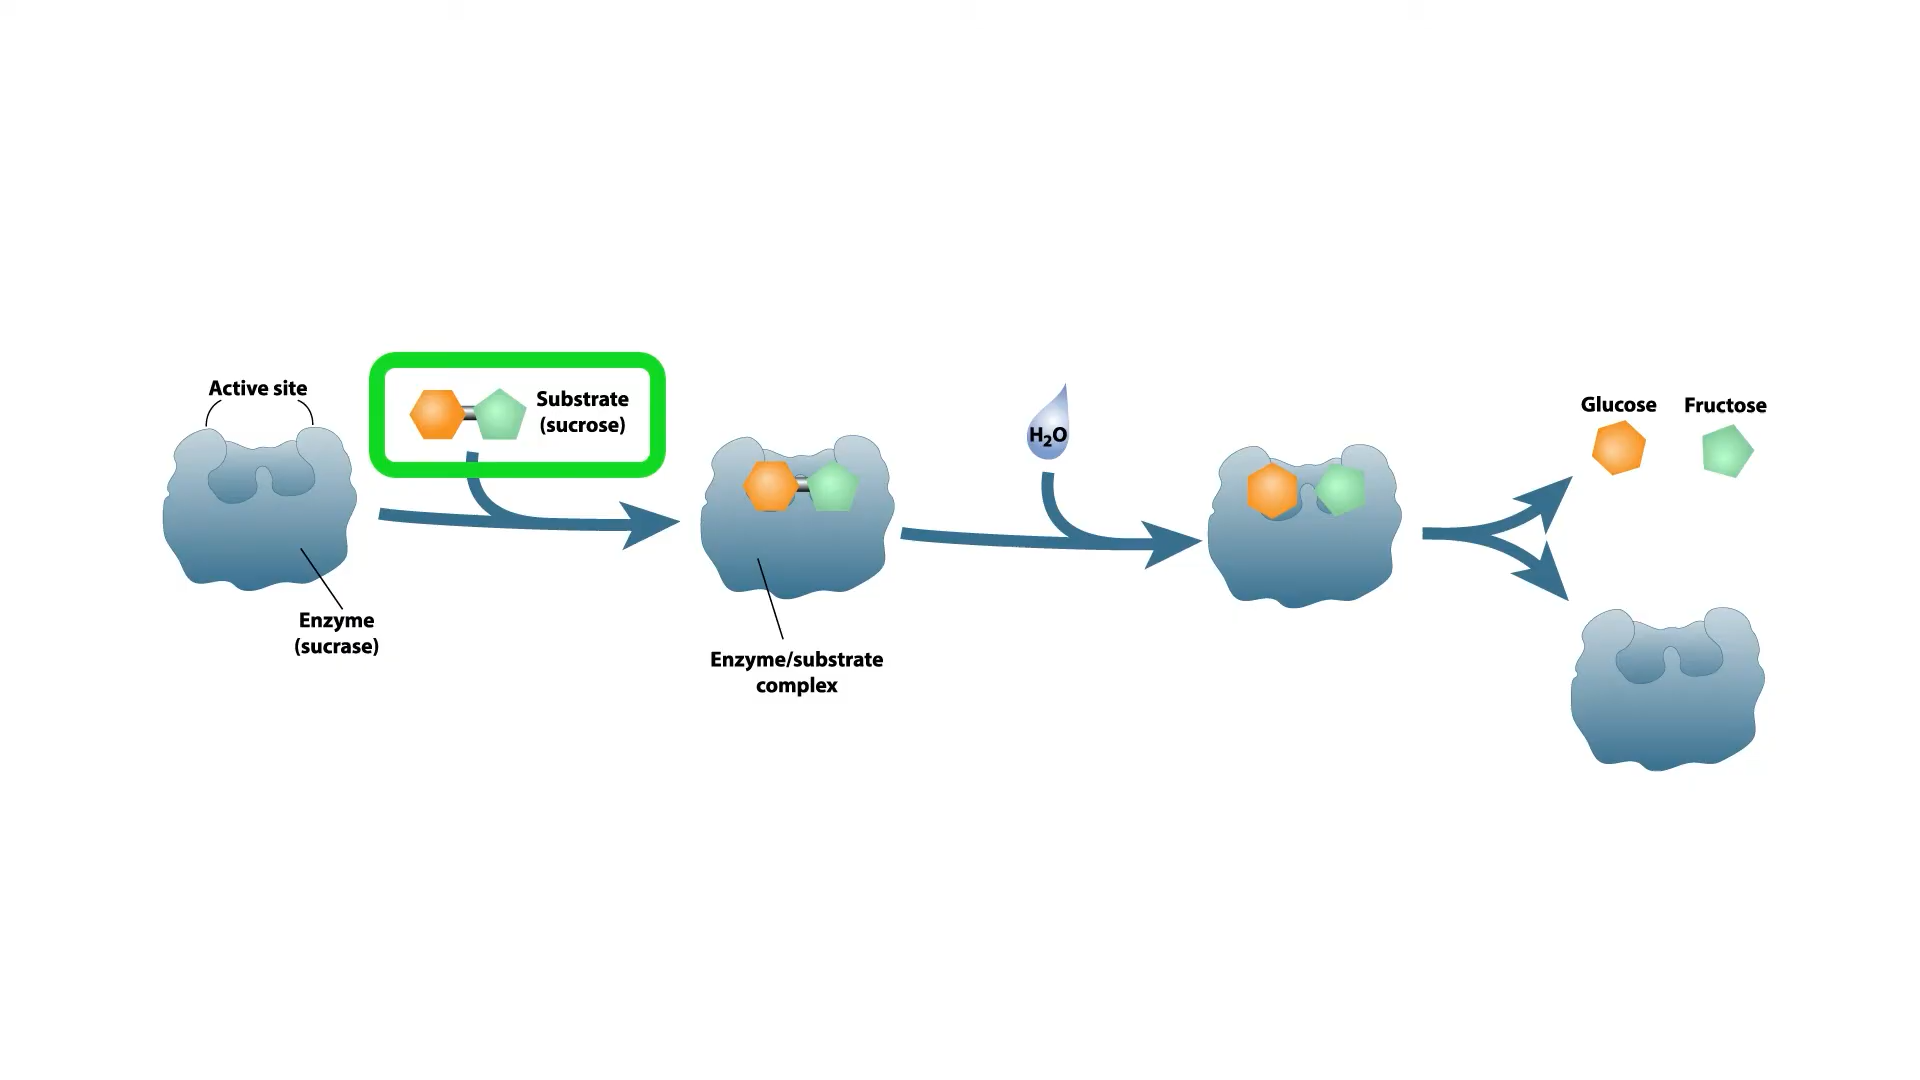 Active site
Substrate
(sucrose)
Enzyme
(sucrase)
Enzyme/substrate
complex
H₂O
Glucose
Fructose